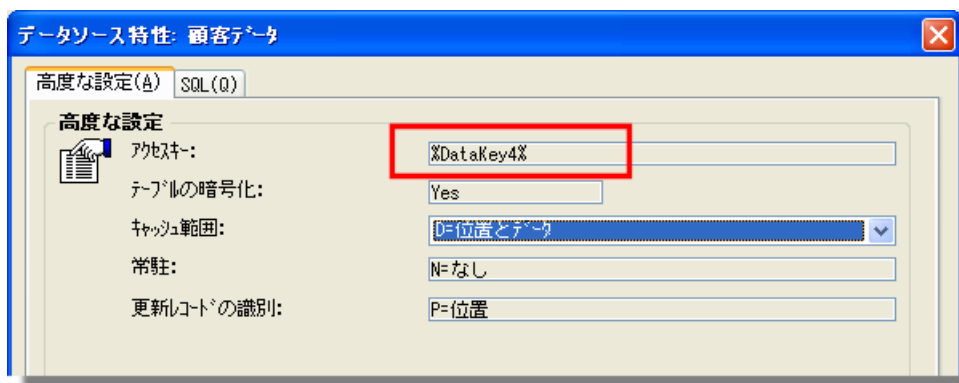 データソース特性: 顧客ﾃﾞｰﾀ
高度な設定(A) SQL(Q)
高度な設定
ｱｸｾｽｷｰ: %DataKey4%
ﾃｰﾌﾞﾙの暗号化: Yes
ｷｬｯｼｭ範囲: D=位置とﾃﾞｰﾀ
常駐: N=なし
更新ﾚｺｰﾄﾞの識別: P=位置